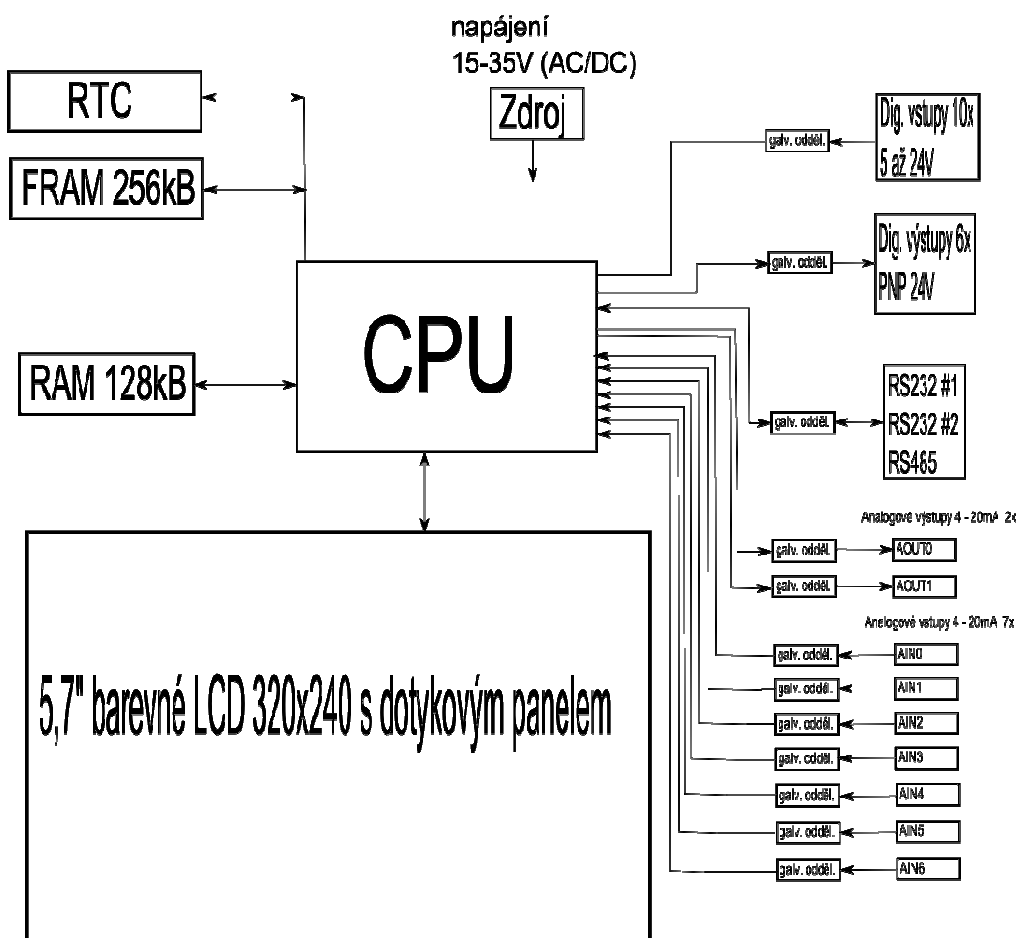 napájení
15-35V (AC/DC)
Zdroj
RTC
FRAM 256kB
RAM 128kB
CPU
5,7" barevné LCD 320x240 s dotykovým panelem
galv. odděl.
Dig. vstupy 10x
5 až 24V
galv. odděl.
Dig. výstupy 6x
PNP 24V
galv. odděl.
RS232 #1
RS232 #2
RS485
Analogové výstupy 4 - 20mA 2x
galv. odděl.
AOUT0
galv. odděl.
AOUT1
Analogové vstupy 4 - 20mA 7x
galv. odděl.
AIN0
galv. odděl.
AIN1
galv. odděl.
AIN2
galv. odděl.
AIN3
galv. odděl.
AIN4
galv. odděl.
AIN5
galv. odděl.
AIN6